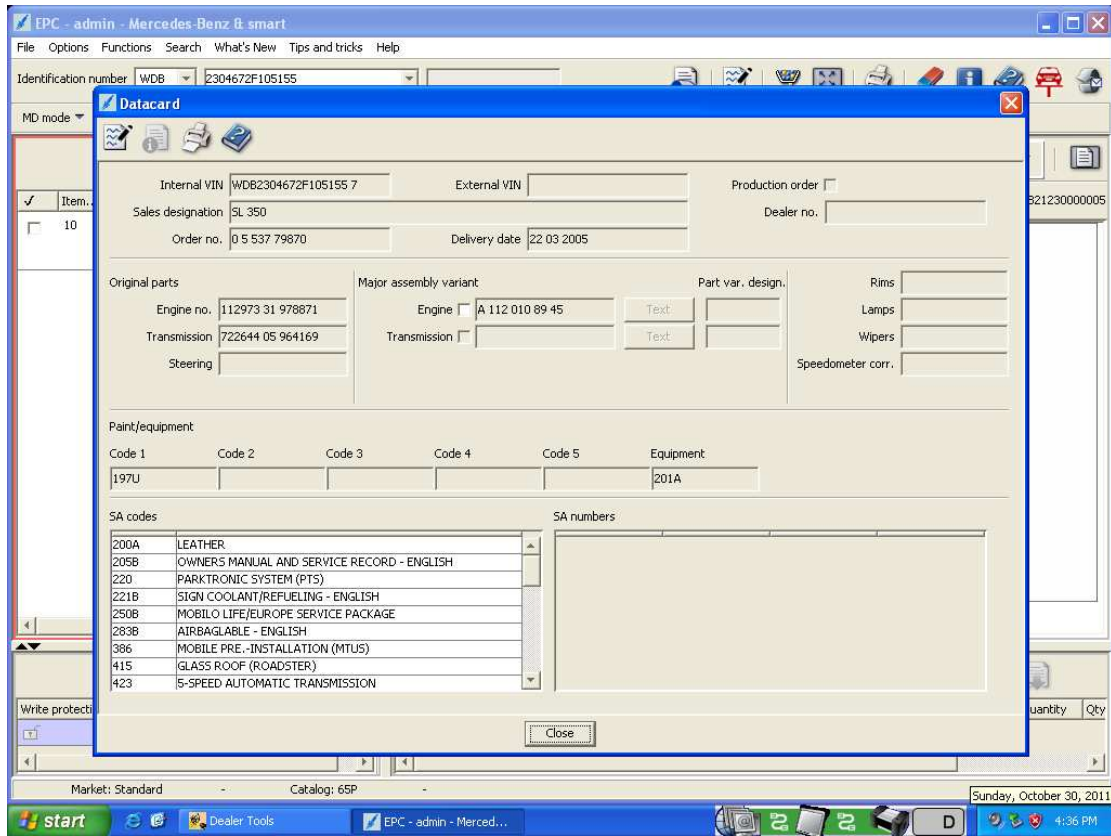 EPC - admin - Mercedes-Benz & smart
File Options Functions Search What's New Tips and tricks Help
Identification number WDB 2304672F105155
MD mode
Datacard
Internal VIN WDB2304672F105155 7 External VIN Production order
Sales designation SL 350 Dealer no.
Order no. 0 5 537 79870 Delivery date 22 03 2005
✓ Item.. B21230000005
10
Original parts Major assembly variant Part var. design. Rims
Engine no. 112973 31 978871 Engine A 112 010 89 45 Text Lamps
Transmission 722644 05 964169 Transmission Text Wipers
Steering Speedometer corr.
Paint/equipment
Code 1 Code 2 Code 3 Code 4 Code 5 Equipment
197U 201A
SA codes SA numbers
200A LEATHER
205B OWNERS MANUAL AND SERVICE RECORD - ENGLISH
220 PARKTRONIC SYSTEM (PTS)
221B SIGN COOLANT/REFUELING - ENGLISH
250B MOBILO LIFE/EUROPE SERVICE PACKAGE
283B AIRBAGLABLE - ENGLISH
386 MOBILE PRE.-INSTALLATION (MTUS)
415 GLASS ROOF (ROADSTER)
423 5-SPEED AUTOMATIC TRANSMISSION
Write protecti uantity Qty
Close
Market: Standard - Catalog: 65P -
Sunday, October 30, 2011
start Dealer Tools EPC - admin - Merced... D 4:36 PM